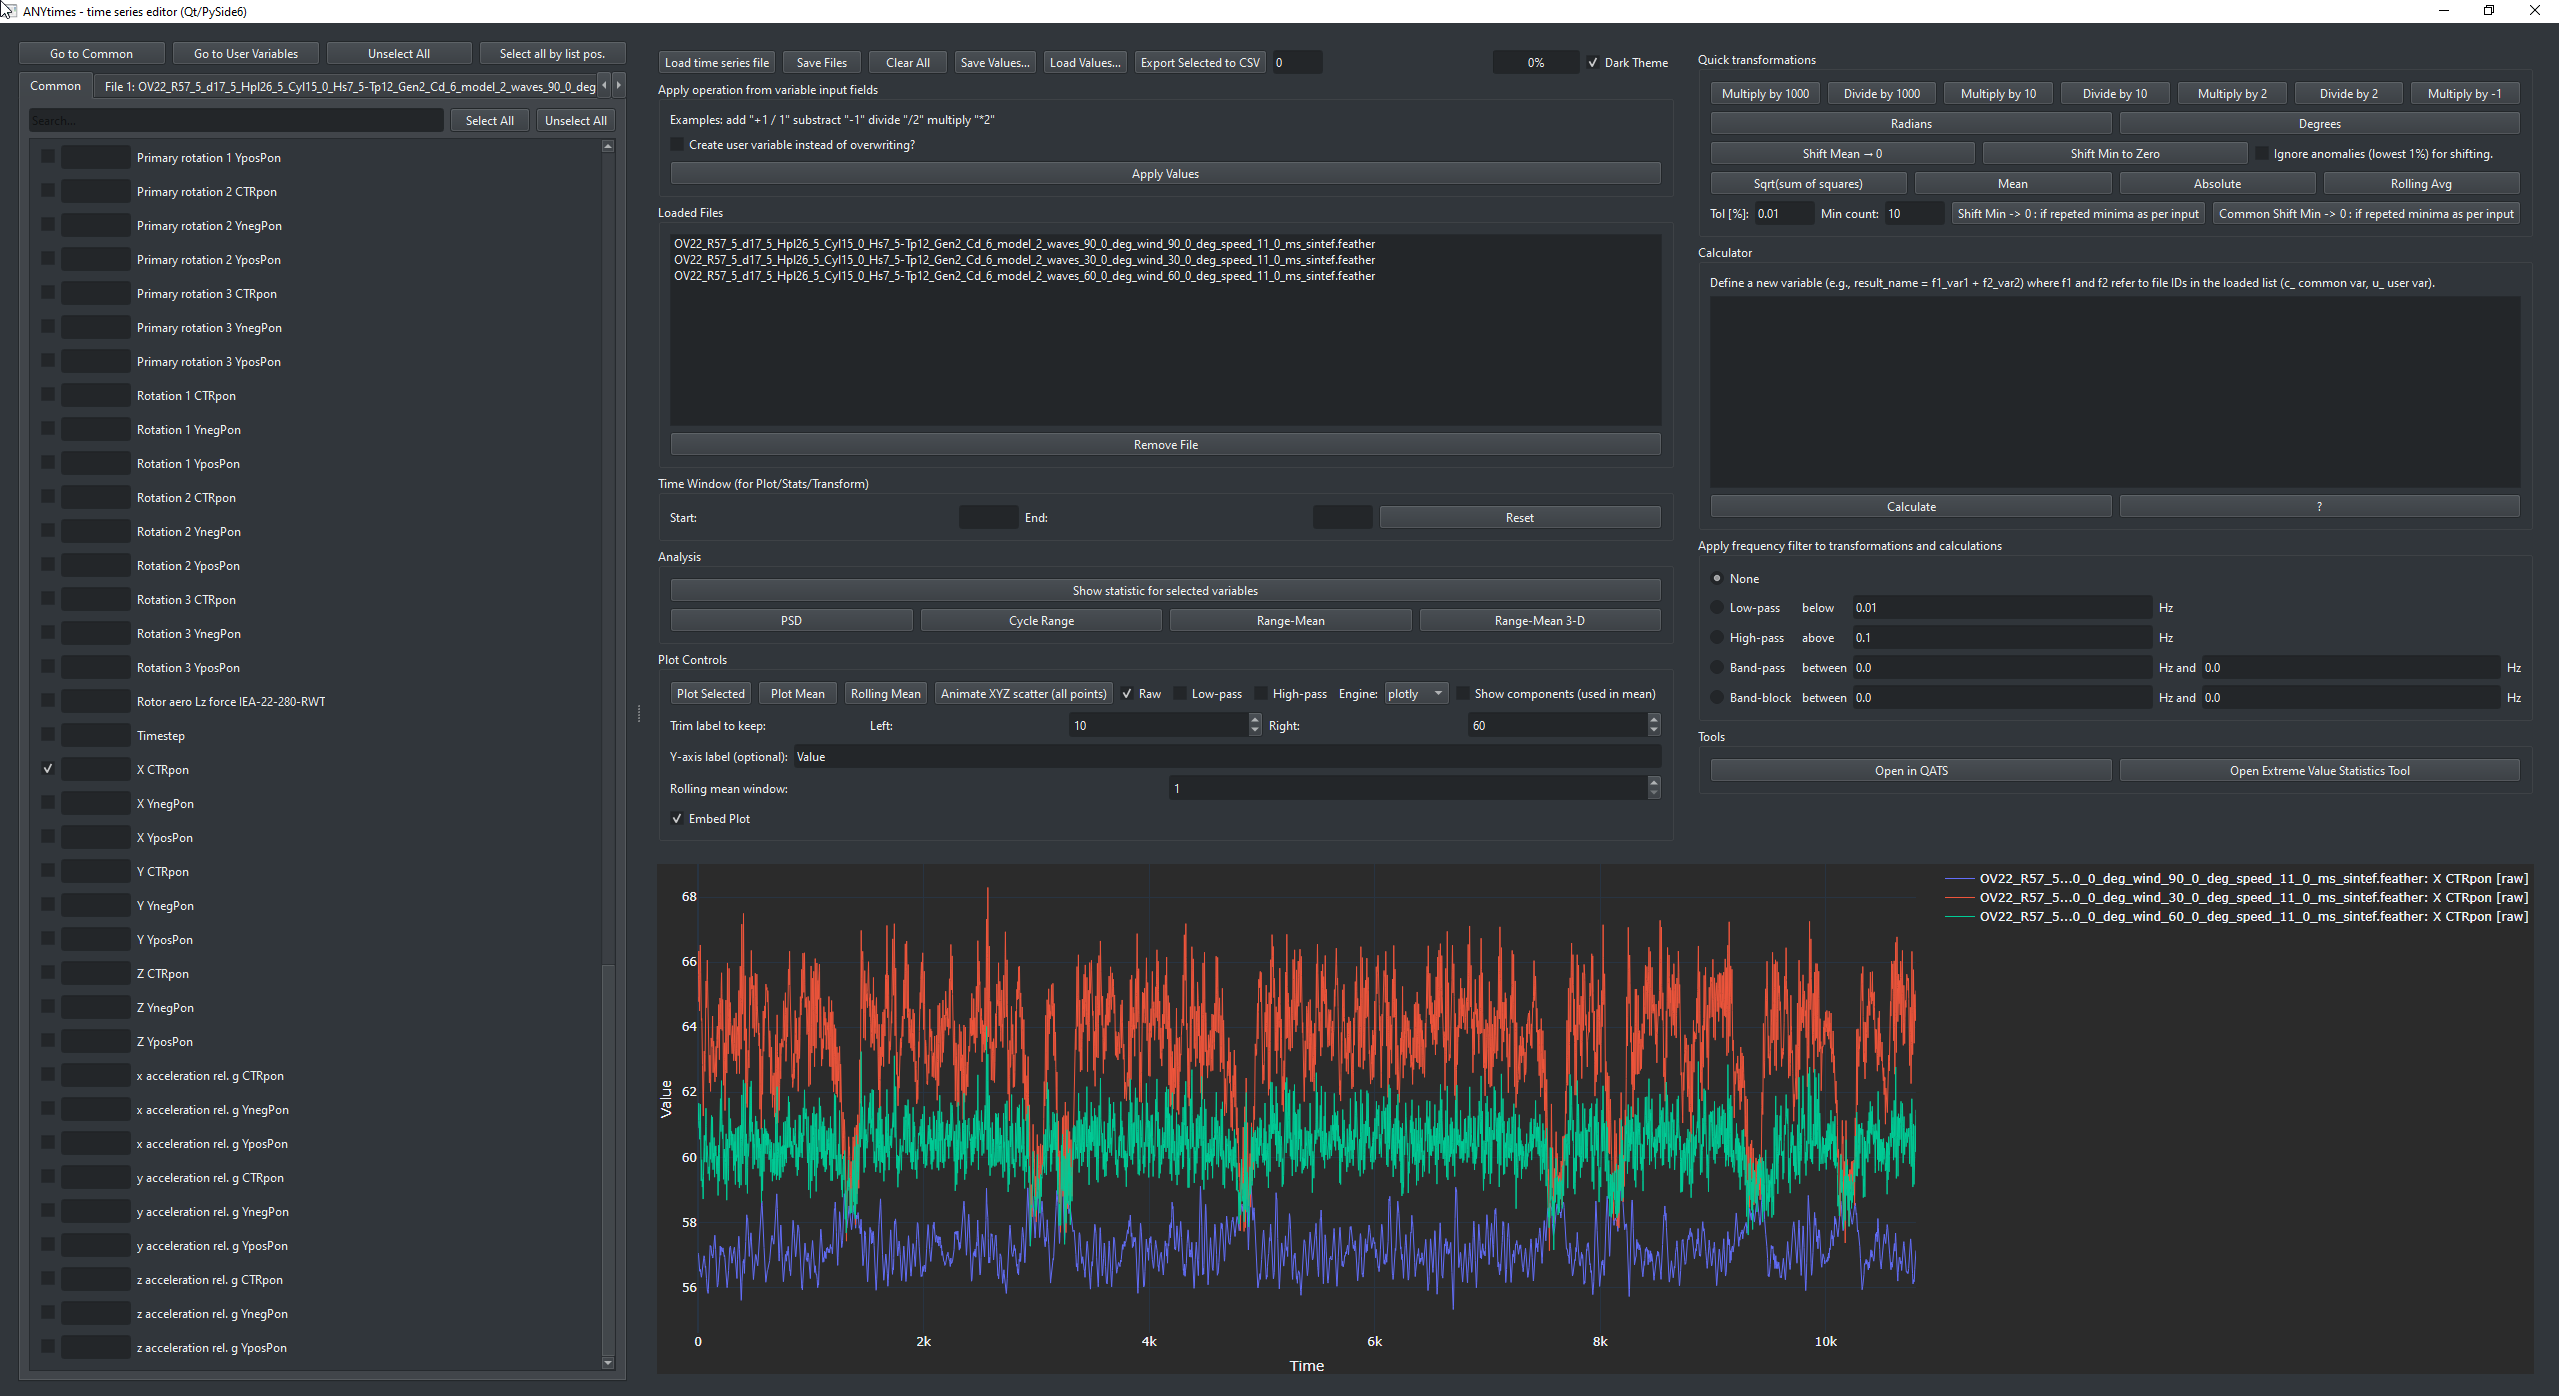 ANYtimes - time series editor (Qt/PySide6)
Go to Common
Go to User Variables
Unselect All
Select all by list pos.
Common
File 1: OV22_R57_5_d17_5_Hpl26_5_Cyl15_0_Hs7_5-Tp12_Gen2_Cd_6_model_2_waves_90_0_deg
Search...
Select All
Unselect All
Primary rotation 1 YposPon
Primary rotation 2 CTRpon
Primary rotation 2 YnegPon
Primary rotation 2 YposPon
Primary rotation 3 CTRpon
Primary rotation 3 YnegPon
Primary rotation 3 YposPon
Rotation 1 CTRpon
Rotation 1 YnegPon
Rotation 1 YposPon
Rotation 2 CTRpon
Rotation 2 YnegPon
Rotation 2 YposPon
Rotation 3 CTRpon
Rotation 3 YnegPon
Rotation 3 YposPon
Rotor aero Lz force IEA-22-280-RWT
Timestep
X CTRpon
X YnegPon
X YposPon
Y CTRpon
Y YnegPon
Y YposPon
Z CTRpon
Z YnegPon
Z YposPon
x acceleration rel. g CTRpon
x acceleration rel. g YnegPon
x acceleration rel. g YposPon
y acceleration rel. g CTRpon
y acceleration rel. g YnegPon
y acceleration rel. g YposPon
z acceleration rel. g CTRpon
z acceleration rel. g YnegPon
z acceleration rel. g YposPon
Load time series file
Save Files
Clear All
Save Values...
Load Values...
Export Selected to CSV
0
0%
Dark Theme
Apply operation from variable input fields
Examples: add "+1 / 1" substract "-1" divide "/2" multiply "*2"
Create user variable instead of overwriting?
Apply Values
Loaded Files
OV22_R57_5_d17_5_Hpl26_5_Cyl15_0_Hs7_5-Tp12_Gen2_Cd_6_model_2_waves_90_0_deg_wind_90_0_deg_speed_11_0_ms_sintef.feather
OV22_R57_5_d17_5_Hpl26_5_Cyl15_0_Hs7_5-Tp12_Gen2_Cd_6_model_2_waves_30_0_deg_wind_30_0_deg_speed_11_0_ms_sintef.feather
OV22_R57_5_d17_5_Hpl26_5_Cyl15_0_Hs7_5-Tp12_Gen2_Cd_6_model_2_waves_60_0_deg_wind_60_0_deg_speed_11_0_ms_sintef.feather
Remove File
Time Window (for Plot/Stats/Transform)
Start:
End:
Reset
Analysis
Show statistic for selected variables
PSD
Cycle Range
Range-Mean
Range-Mean 3-D
Plot Controls
Plot Selected
Plot Mean
Rolling Mean
Animate XYZ scatter (all points)
Raw
Low-pass
High-pass
Engine:
plotly
Show components (used in mean)
Trim label to keep:
Left:
10
Right:
60
Y-axis label (optional):
Value
Rolling mean window:
1
Embed Plot
Quick transformations
Multiply by 1000
Divide by 1000
Multiply by 10
Divide by 10
Multiply by 2
Divide by 2
Multiply by -1
Radians
Degrees
Shift Mean → 0
Shift Min to Zero
Ignore anomalies (lowest 1%) for shifting.
Sqrt(sum of squares)
Mean
Absolute
Rolling Avg
Tol [%]:
0.01
Min count:
10
Shift Min -> 0 : if repeted minima as per input
Common Shift Min -> 0 : if repeted minima as per input
Calculator
Define a new variable (e.g., result_name = f1_var1 + f2_var2) where f1 and f2 refer to file IDs in the loaded list (c_ common var, u_ user var).
Calculate
?
Apply frequency filter to transformations and calculations
None
Low-pass below 0.01 Hz
High-pass above 0.1 Hz
Band-pass between 0.0 Hz and 0.0 Hz
Band-block between 0.0 Hz and 0.0 Hz
Tools
Open in QATS
Open Extreme Value Statistics Tool
68
66
64
62
60
58
56
Value
0
2k
4k
6k
8k
10k
Time
OV22_R57_5...0_0_deg_wind_90_0_deg_speed_11_0_ms_sintef.feather: X CTRpon [raw]
OV22_R57_5...0_0_deg_wind_30_0_deg_speed_11_0_ms_sintef.feather: X CTRpon [raw]
OV22_R57_5...0_0_deg_wind_60_0_deg_speed_11_0_ms_sintef.feather: X CTRpon [raw]